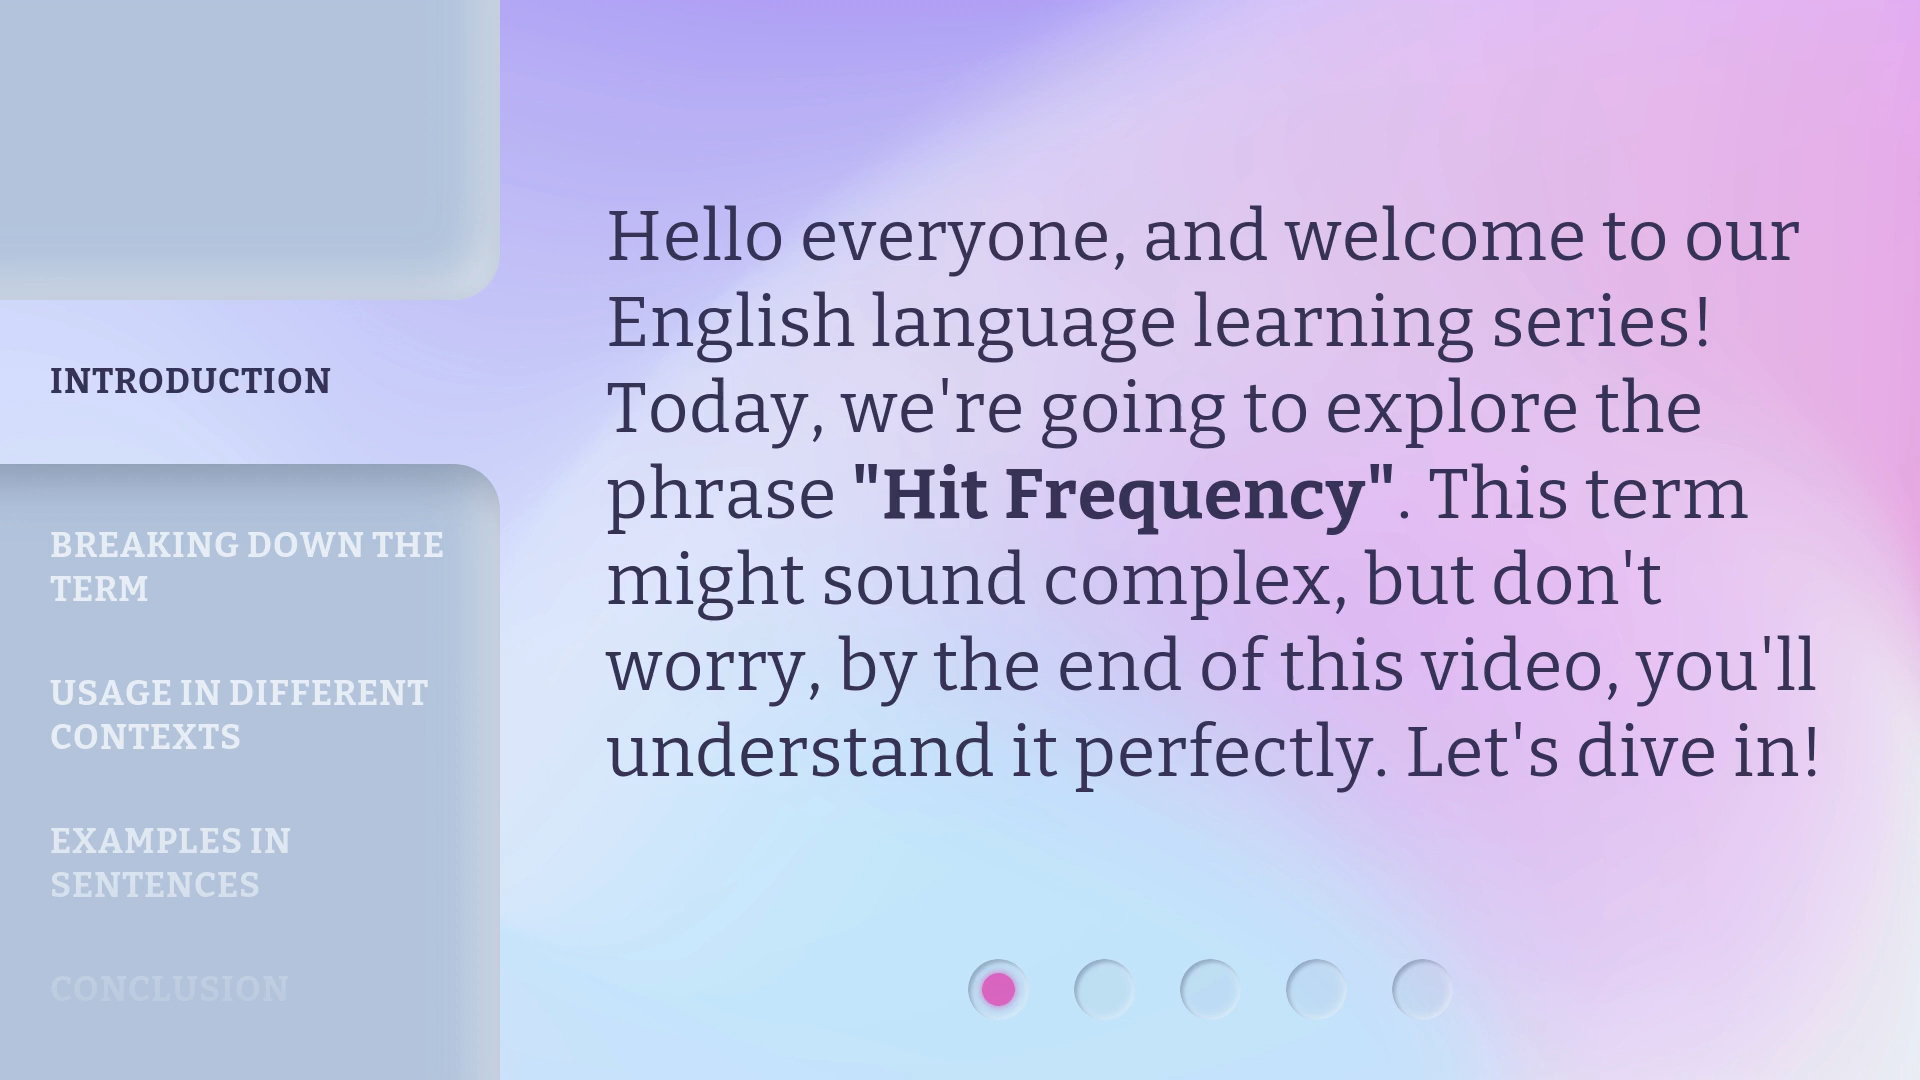 INTRODUCTION
BREAKING DOWN THE
TERM
USAGE IN DIFFERENT
CONTEXTS
EXAMPLES IN
SENTENCES
CONCLUSION
Hello everyone, and welcome to our
English language learning series!
Today, we're going to explore the
phrase "Hit Frequency". This term
might sound complex, but don't
worry, by the end of this video, you'll
understand it perfectly. Let's dive in!